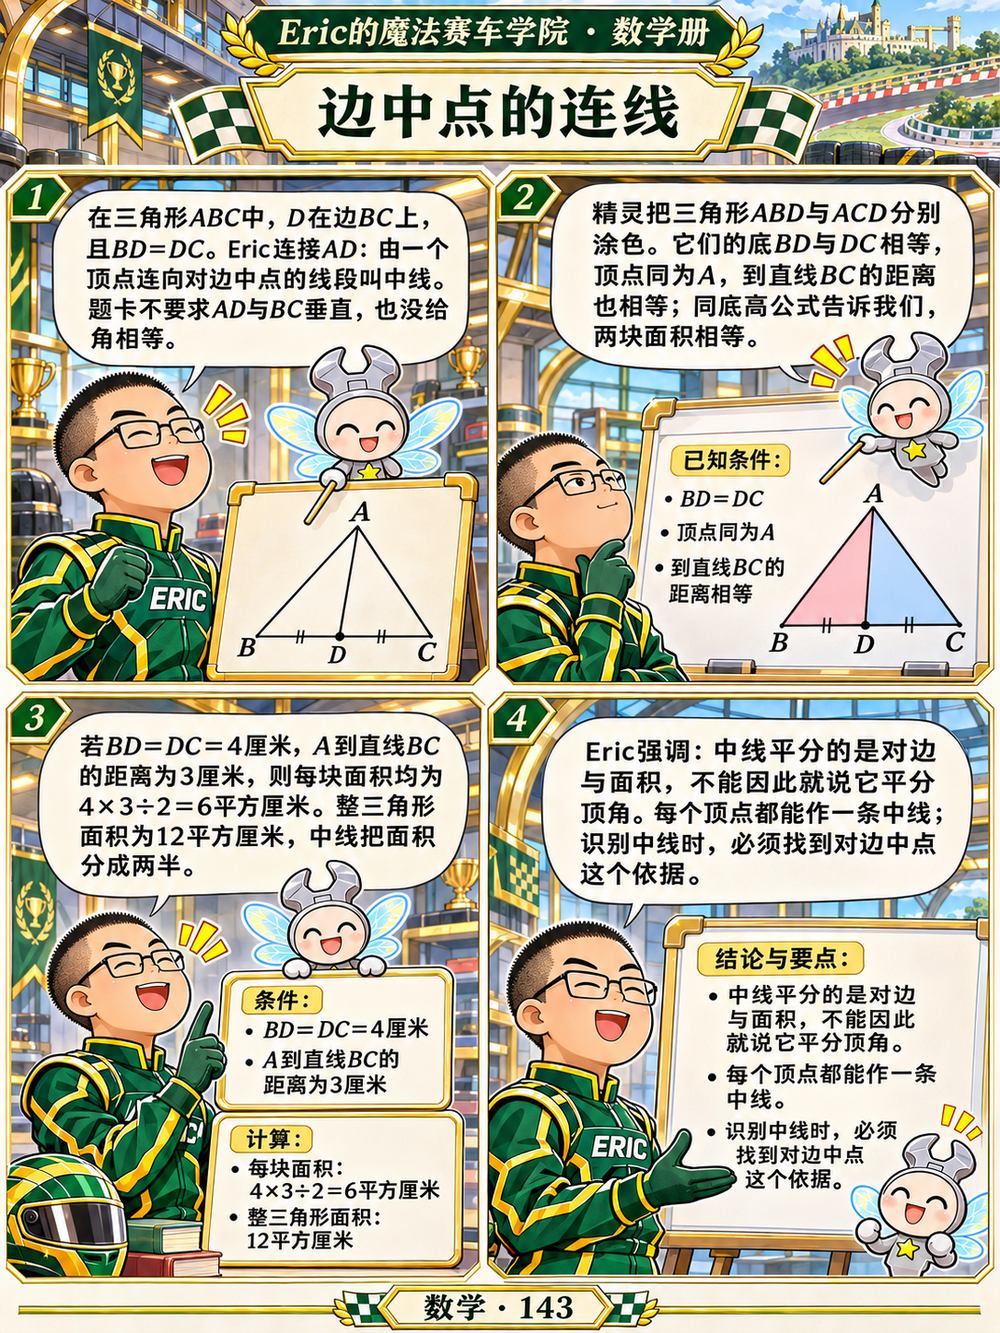 Eric的魔法赛车学院·数学册
边中点的连线
1
在三角形ABC中，D在边BC上，
且BD＝DC。Eric连接AD：由一个
顶点连向对边中点的线段叫中线。
题卡不要求AD与BC垂直，也没给
角相等。
A
B
D
C
ERIC
2
精灵把三角形ABD与ACD分别
涂色。它们的底BD与DC相等，
顶点同为A，到直线BC的距离
也相等；同底高公式告诉我们，
两块面积相等。
已知条件：
• BD＝DC
• 顶点同为A
• 到直线BC的
距离相等
A
B
D
C
3
若BD＝DC＝4厘米，A到直线BC
的距离为3厘米，则每块面积均为
4×3÷2＝6平方厘米。整三角形
面积为12平方厘米，中线把面积
分成两半。
条件：
• BD＝DC＝4厘米
• A到直线BC的
距离为3厘米
计算：
• 每块面积：
4×3÷2＝6平方厘米
• 整三角形面积：
12平方厘米
4
Eric强调：中线平分的是对边
与面积，不能因此就说它平分
顶角。每个顶点都能作一条中线；
识别中线时，必须找到对边中点
这个依据。
结论与要点：
• 中线平分的是对边
与面积，不能因此
就说它平分顶角。
• 每个顶点都能作一条
中线。
• 识别中线时，必须
找到对边中点
这个依据。
ERIC
数学·143